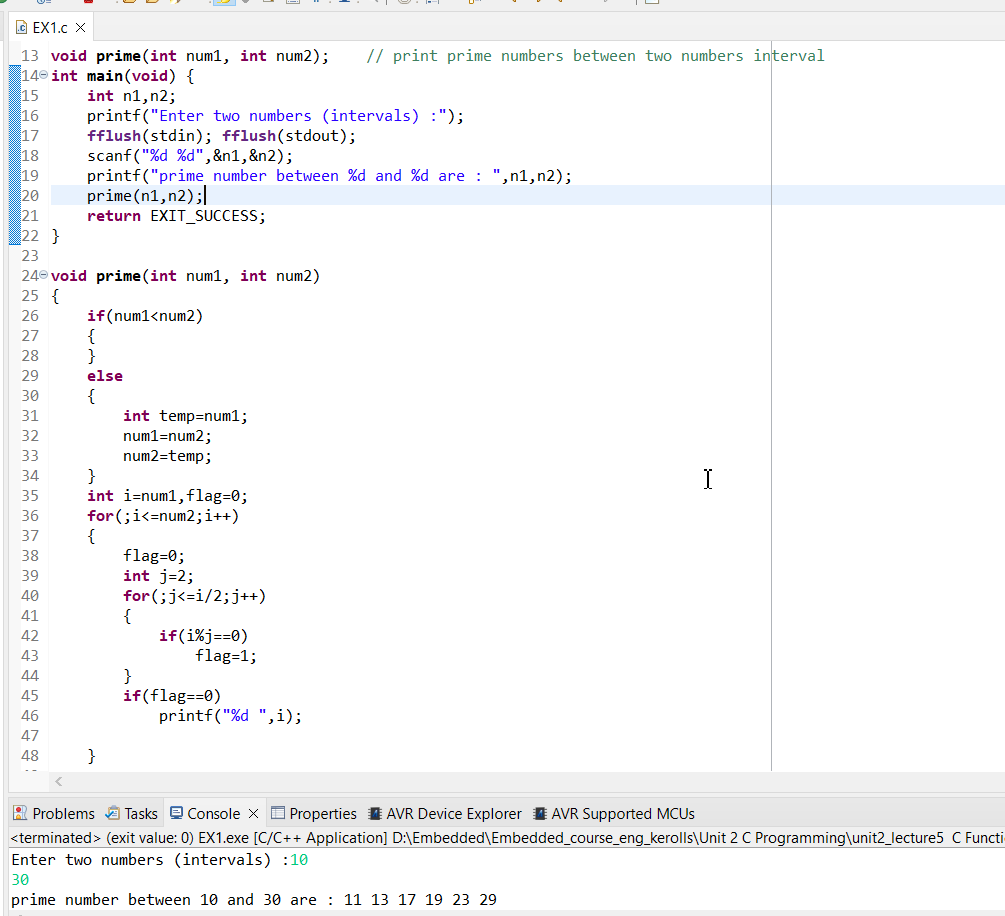 EX1.c
13 void prime(int num1, int num2);    // print prime numbers between two numbers interval
14 int main(void) {
15     int n1,n2;
16     printf("Enter two numbers (intervals) :");
17     fflush(stdin); fflush(stdout);
18     scanf("%d %d",&n1,&n2);
19     printf("prime number between %d and %d are : ",n1,n2);
20     prime(n1,n2);
21     return EXIT_SUCCESS;
22 }
23
24 void prime(int num1, int num2)
25 {
26     if(num1<num2)
27     {
28     }
29     else
30     {
31         int temp=num1;
32         num1=num2;
33         num2=temp;
34     }
35     int i=num1,flag=0;
36     for(;i<=num2;i++)
37     {
38         flag=0;
39         int j=2;
40         for(;j<=i/2;j++)
41         {
42             if(i%j==0)
43                 flag=1;
44         }
45         if(flag==0)
46             printf("%d ",i);
47
48     }
Problems Tasks Console Properties AVR Device Explorer AVR Supported MCUs
<terminated> (exit value: 0) EX1.exe [C/C++ Application] D:\Embedded\Embedded_course_eng_kerolls\Unit 2 C Programming\unit2_lecture5 C Functi
Enter two numbers (intervals) :10
30
prime number between 10 and 30 are : 11 13 17 19 23 29